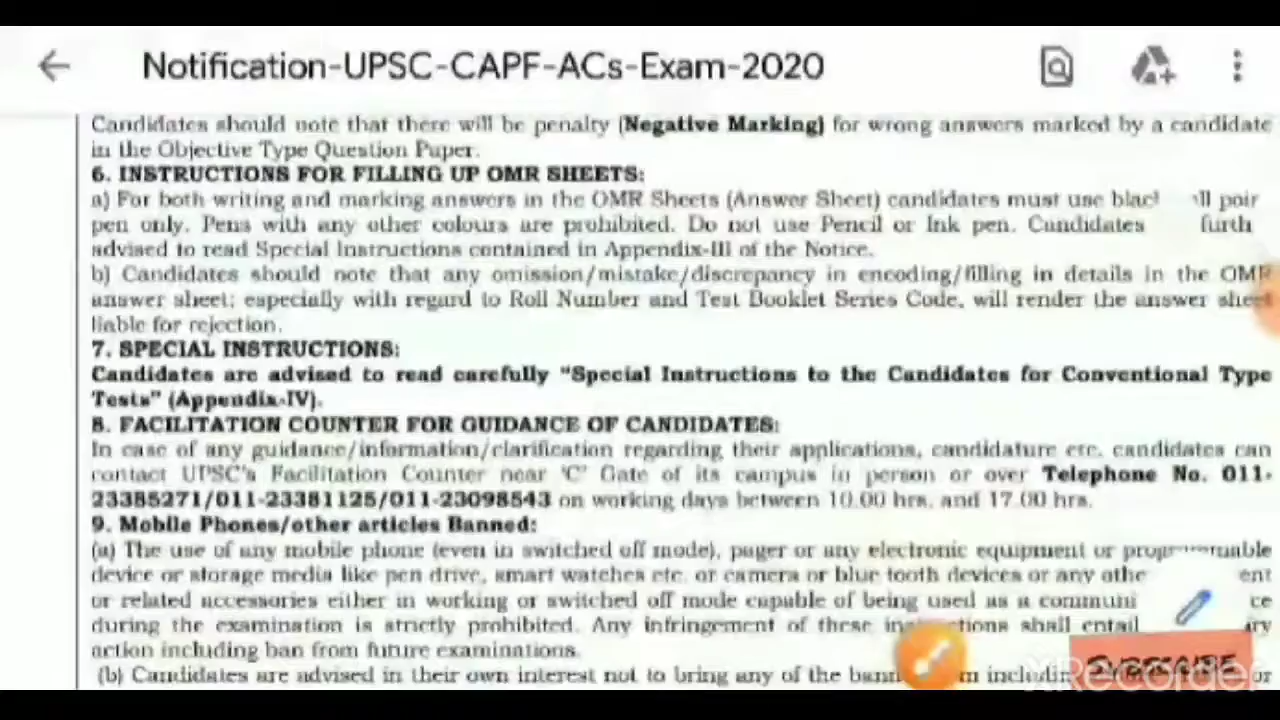 Notification-UPSC-CAPF-ACs-Exam-2020
Candidates should note that there will be penalty (Negative Marking) for wrong answers marked by a candidate
in the Objective Type Question Paper.
6. INSTRUCTIONS FOR FILLING UP OMR SHEETS:
a) For both writing and marking answers in the OMR Sheets (Answer Sheet) candidates must use
pen only. Pens with any other colours are prohibited. Do not use Pencil or Ink pen. Candidates
advised to read Special Instructions contained in Appendix-III of the Notice.
b) Candidates should note that any omission/mistake/discrepancy in encoding/filling in details in the OMR
answer sheet; especially with regard to Roll Number and Test Booklet Series Code, will render the answer sheet
liable for rejection.
7. SPECIAL INSTRUCTIONS:
Candidates are advised to read carefully "Special Instructions to the Candidates for Conventional Type
Tests" (Appendix-IV).
8. FACILITATION COUNTER FOR GUIDANCE OF CANDIDATES:
In case of any guidance/information/clarification regarding their applications, candidature etc. candidates can
contact UPSC's Facilitation Counter near 'C' Gate of its campus in person or over Telephone No. 011-
23385271/011-23381125/011-23098543 on working days between 10.00 hrs. and 17.00 hrs.
9. Mobile Phones/other articles Banned:
(a) The use of any mobile phone (even in switched off mode), pager or any electronic equipment or
device or storage media like pen drive, smart watches etc. or camera or blue tooth devices or any
or related accessories either in working or switched off mode capable of being used as a
during the examination is strictly prohibited. Any infringement of these shall entail
action including ban from future examinations.
(b) Candidates are advised in their own interest not to bring any of the
SUBSCRIBE
XRecorder